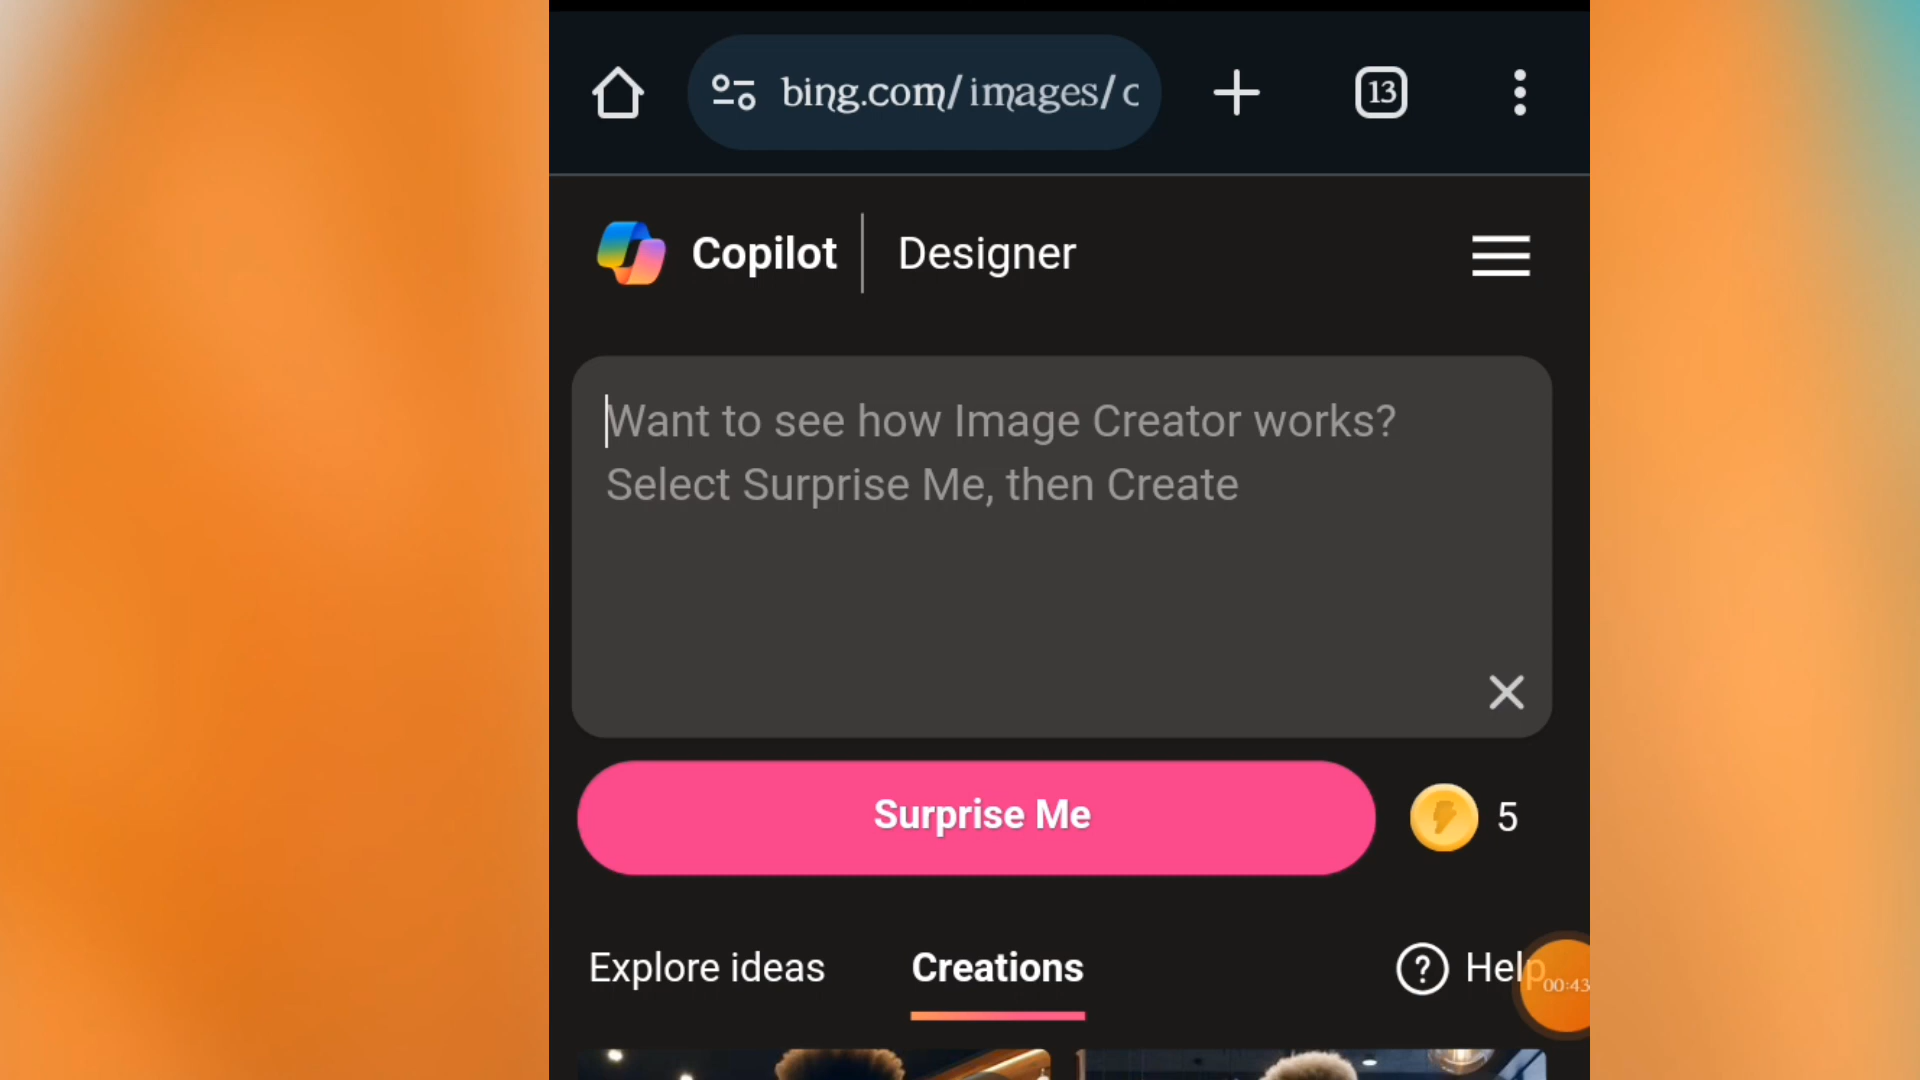 bing.com/images/c
13
Copilot | Designer
Want to see how Image Creator works?
Select Surprise Me, then Create
Surprise Me
5
Explore ideas
Creations
Help
00:43